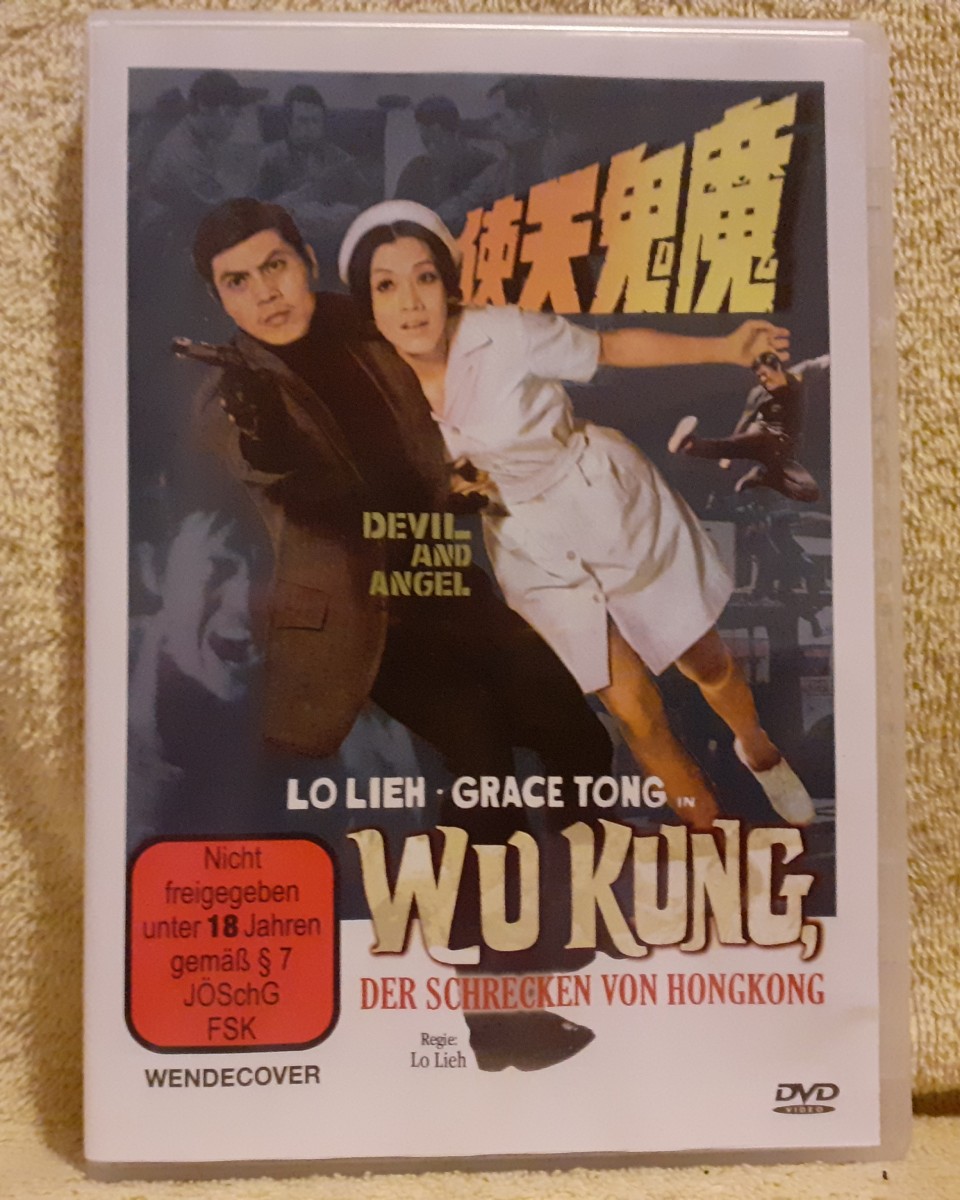 魔鬼天使
DEVIL
AND
ANGEL
LO LIEH · GRACE TONG IN
WU KUNG,
DER SCHRECKEN VON HONGKONG
Regie:
Lo Lieh
Nicht
freigegeben
unter 18 Jahren
gemäß § 7
JÖSchG
FSK
WENDECOVER
DVD
VIDEO